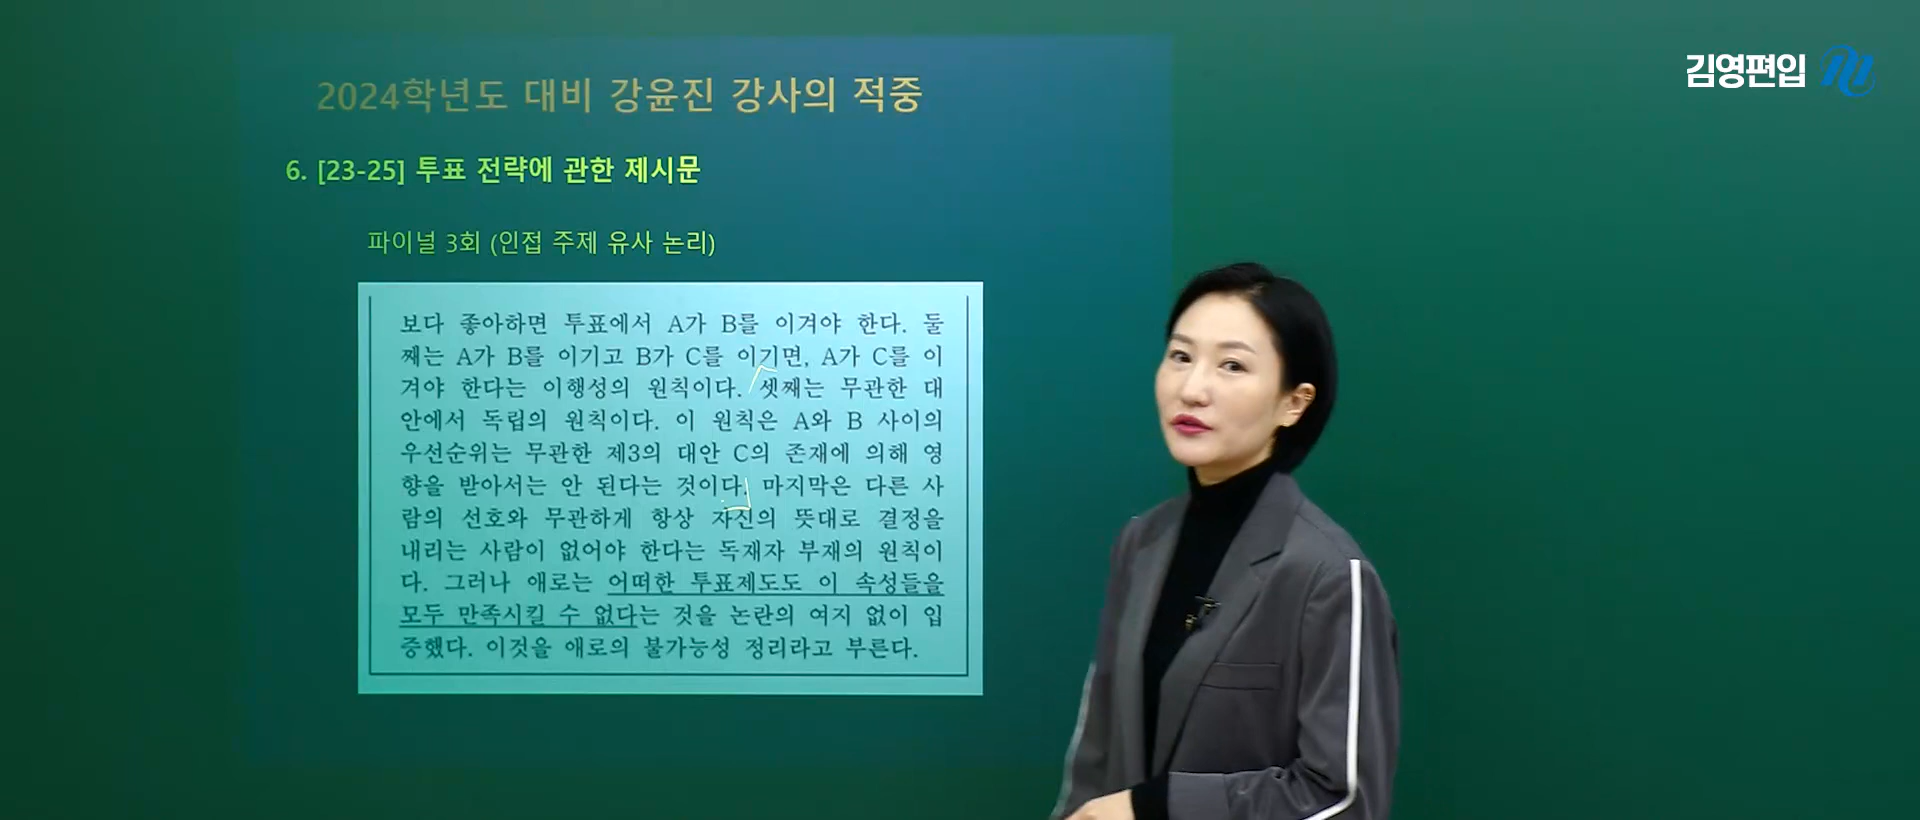 2024학년도 대비 강윤진 강사의 적중
김영편입
6. [23-25] 투표 전략에 관한 제시문
파이널 3회 (인접 주제 유사 논리)
보다 좋아하면 투표에서 A가 B를 이겨야 한다. 둘
째는 A가 B를 이기고 B가 C를 이기면, A가 C를 이
겨야 한다는 이행성의 원칙이다. 셋째는 무관한 대
안에서 독립의 원칙이다. 이 원칙은 A와 B 사이의
우선순위는 무관한 제3의 대안 C의 존재에 의해 영
향을 받아서는 안 된다는 것이다. 마지막은 다른 사
람의 선호와 무관하게 항상 자신의 뜻대로 결정을
내리는 사람이 없어야 한다는 독재자 부재의 원칙이
다. 그러나 애로는 어떠한 투표제도도 이 속성들을
모두 만족시킬 수 없다는 것을 논란의 여지 없이 입
증했다. 이것을 애로의 불가능성 정리라고 부른다.